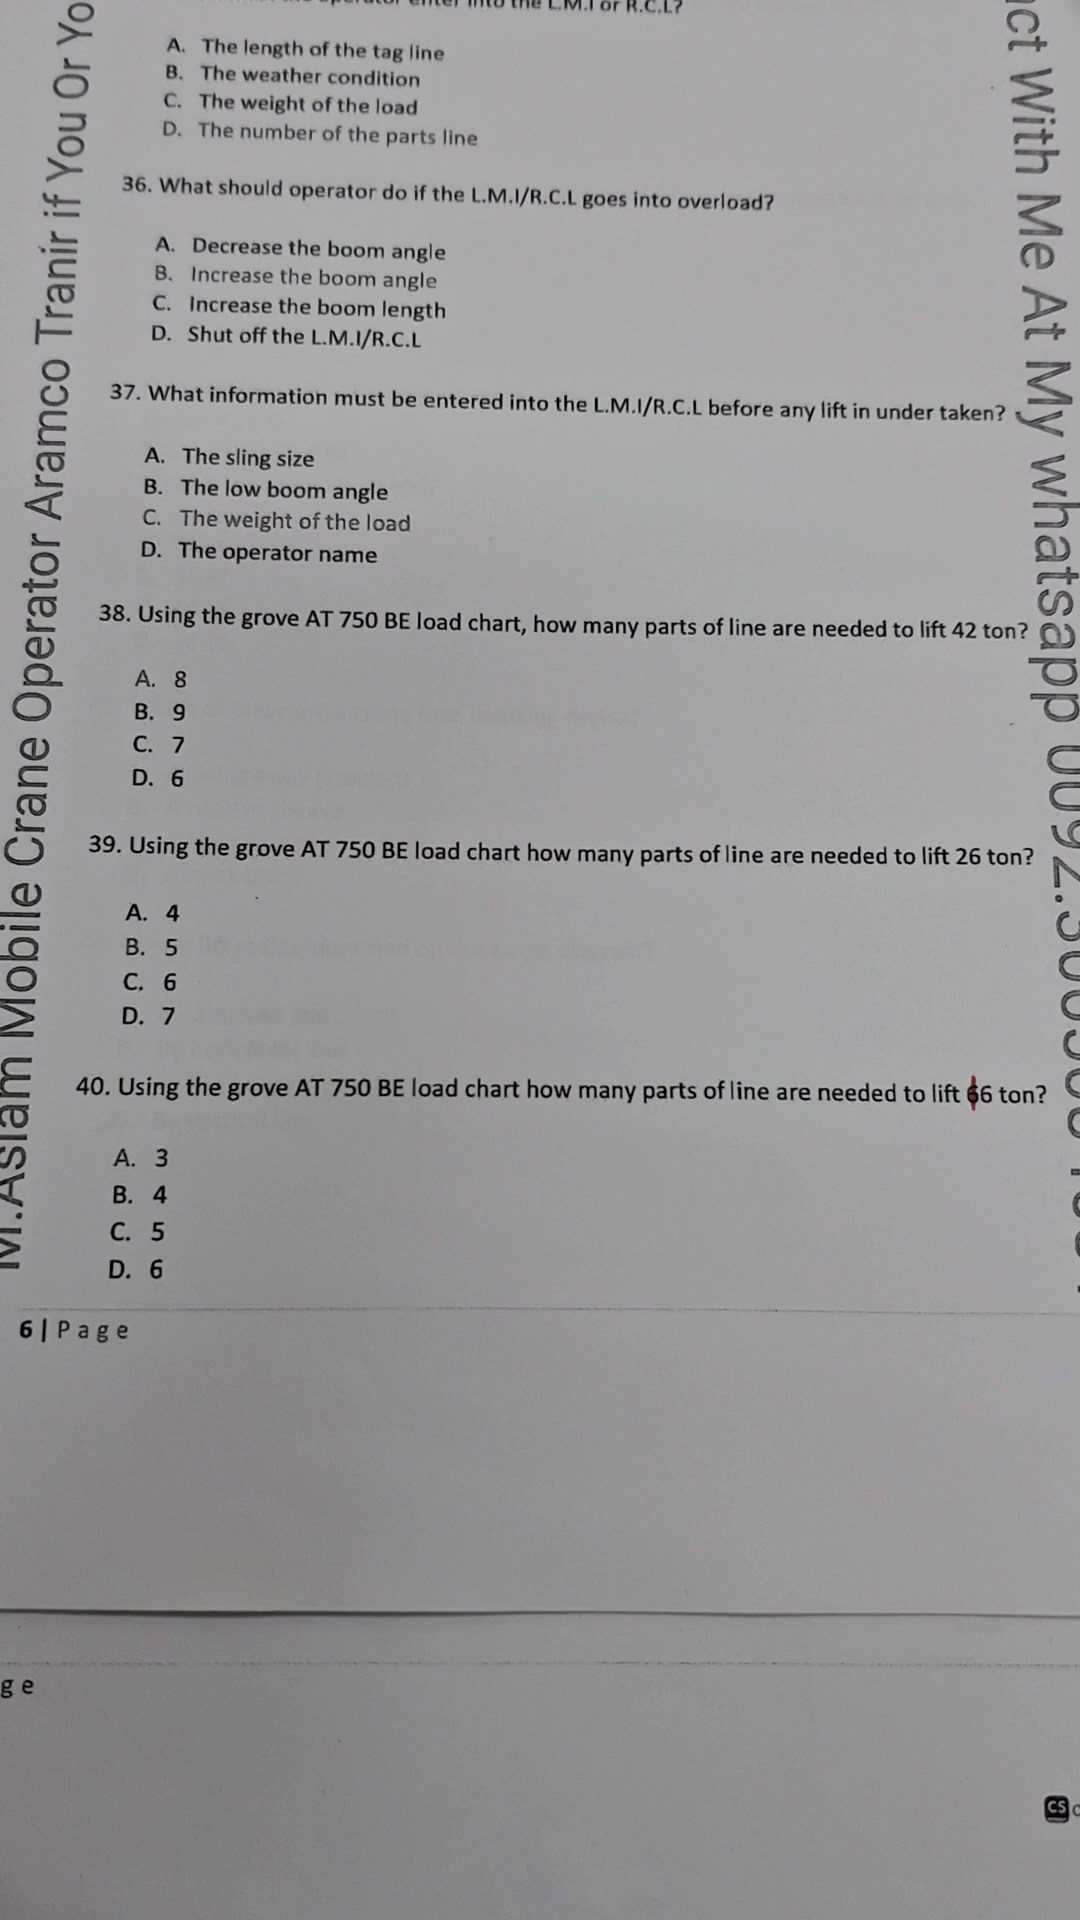 enter into the L.M.I or R.C.L?
A. The length of the tag line
B. The weather condition
C. The weight of the load
D. The number of the parts line
36. What should operator do if the L.M.I/R.C.L goes into overload?
A. Decrease the boom angle
B. Increase the boom angle
C. Increase the boom length
D. Shut off the L.M.I/R.C.L
37. What information must be entered into the L.M.I/R.C.L before any lift in under taken?
A. The sling size
B. The low boom angle
C. The weight of the load
D. The operator name
38. Using the grove AT 750 BE load chart, how many parts of line are needed to lift 42 ton?
A. 8
B. 9
C. 7
D. 6
39. Using the grove AT 750 BE load chart how many parts of line are needed to lift 26 ton?
A. 4
B. 5
C. 6
D. 7
40. Using the grove AT 750 BE load chart how many parts of line are needed to lift 66 ton?
A. 3
B. 4
C. 5
D. 6
6 | Page
M.Aslam Mobile Crane Operator Aramco Tranir if You Or Yo
With Me At My whatsapp
ge
CS